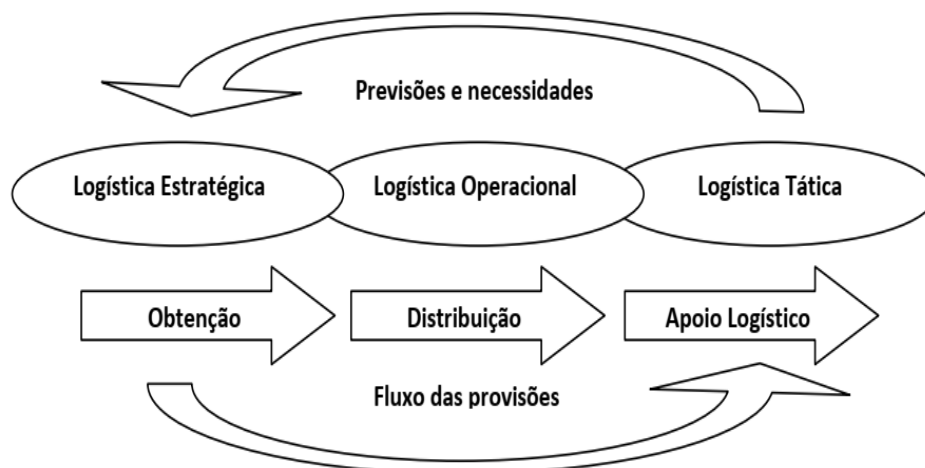 Previsões e necessidades
Logística Estratégica
Logística Operacional
Logística Tática
Obtenção
Distribuição
Apoio Logístico
Fluxo das provisões